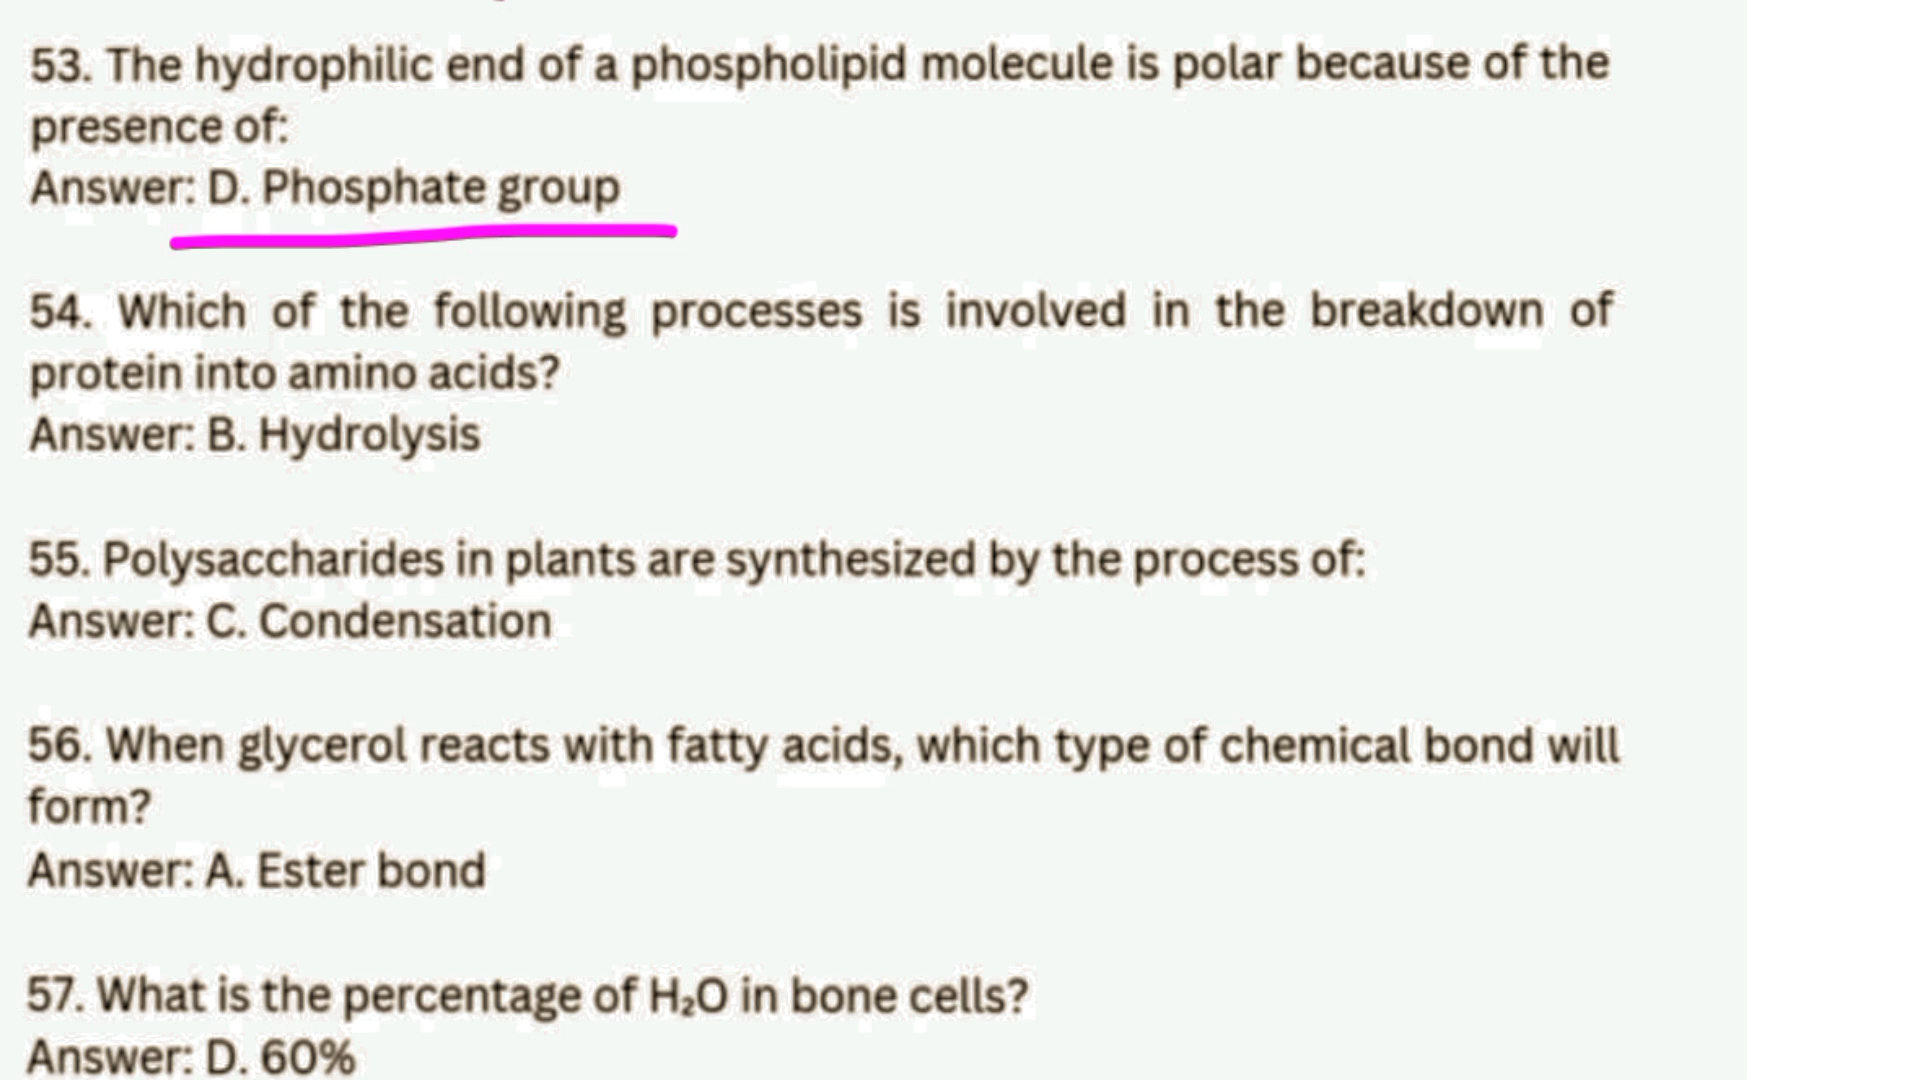 53. The hydrophilic end of a phospholipid molecule is polar because of the
presence of:
Answer: D. Phosphate group
54. Which of the following processes is involved in the breakdown of
protein into amino acids?
Answer: B. Hydrolysis
55. Polysaccharides in plants are synthesized by the process of:
Answer: C. Condensation
56. When glycerol reacts with fatty acids, which type of chemical bond will
form?
Answer: A. Ester bond
57. What is the percentage of H₂O in bone cells?
Answer: D. 60%